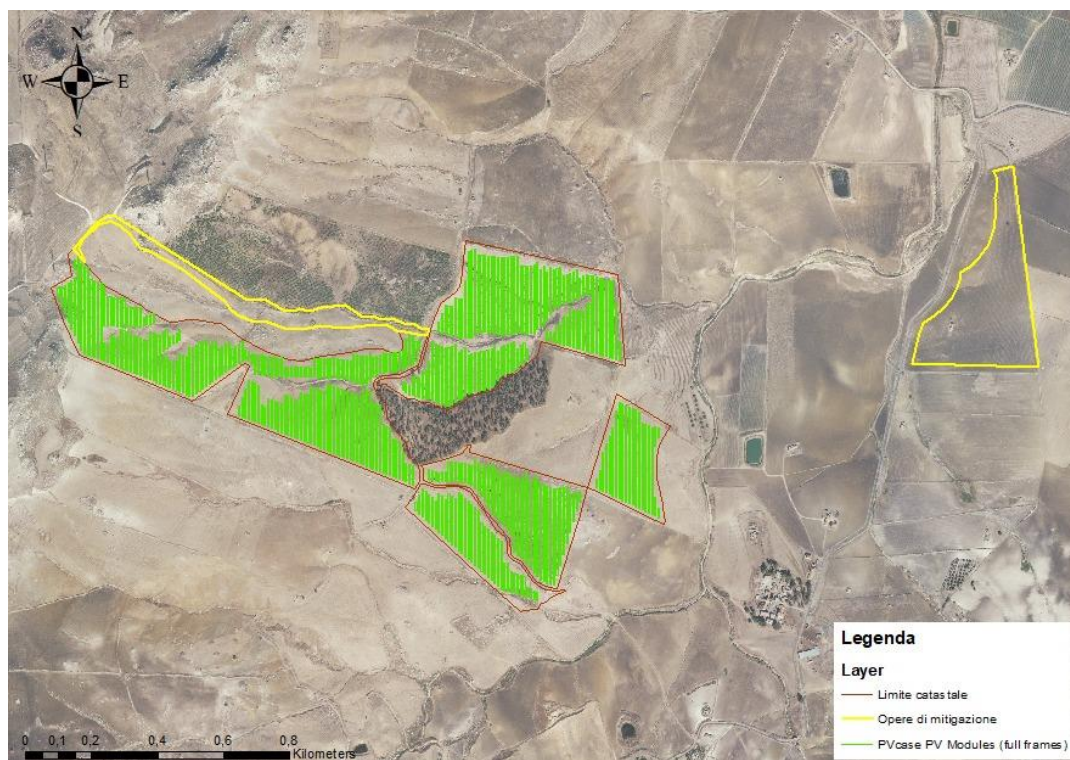 N
W E
S
Legenda
Layer
Limite catastale
Opere di mitigazione
PVcase PV Modules (full frames)
0 0,1 0,2 0,4 0,6 0,8
Kilometers